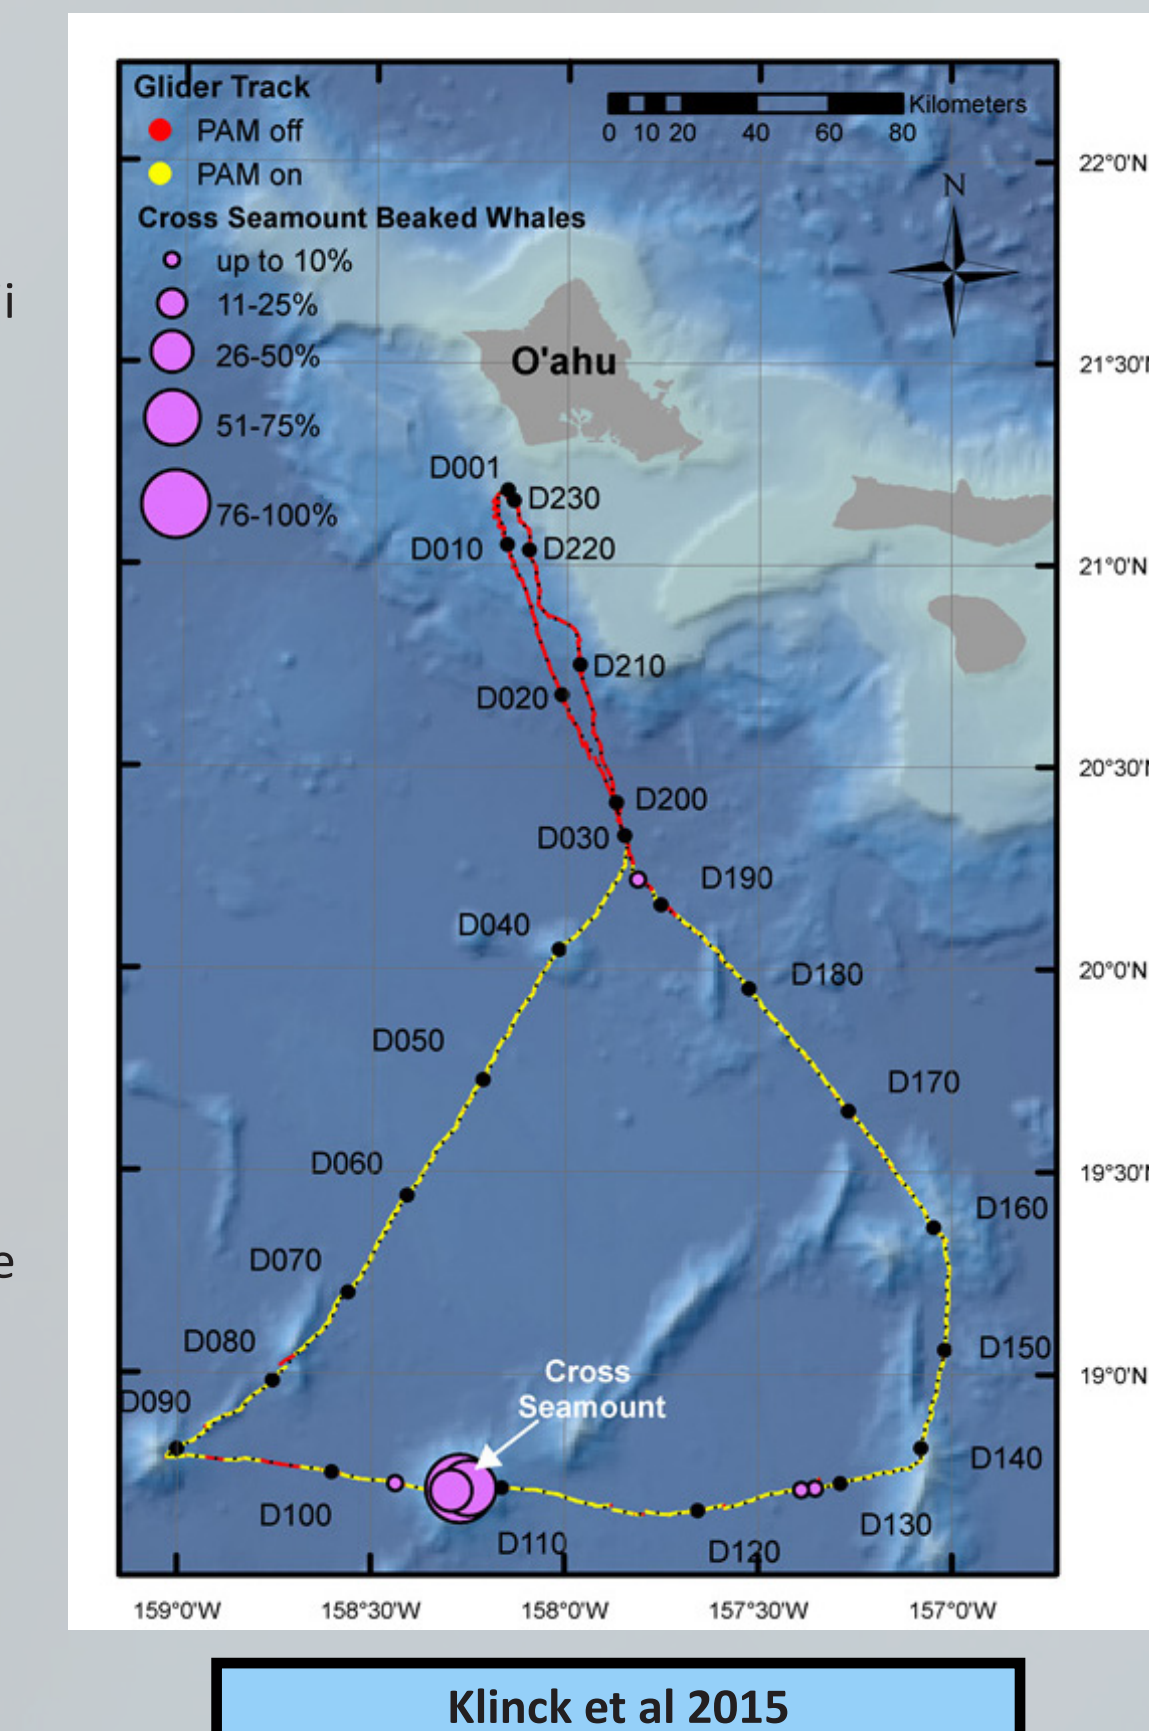 Glider Track
PAM off
PAM on
Cross Seamount Beaked Whales
up to 10%
11-25%
26-50%
51-75%
76-100%
Kilometers
0 10 20 40 60 80
N
22°0'N
i
21°30'N
O'ahu
D001
D230
D010
D220
21°0'N
D210
D020
20°30'N
D200
D030
D190
D040
D180
20°0'N
D050
D170
D060
19°30'N
D160
D070
e
D080
D150
Cross
Seamount
19°0'N
D090
D140
D100
D130
D110
D120
159°0'W 158°30'W 158°0'W 157°30'W 157°0'W
Klinck et al 2015